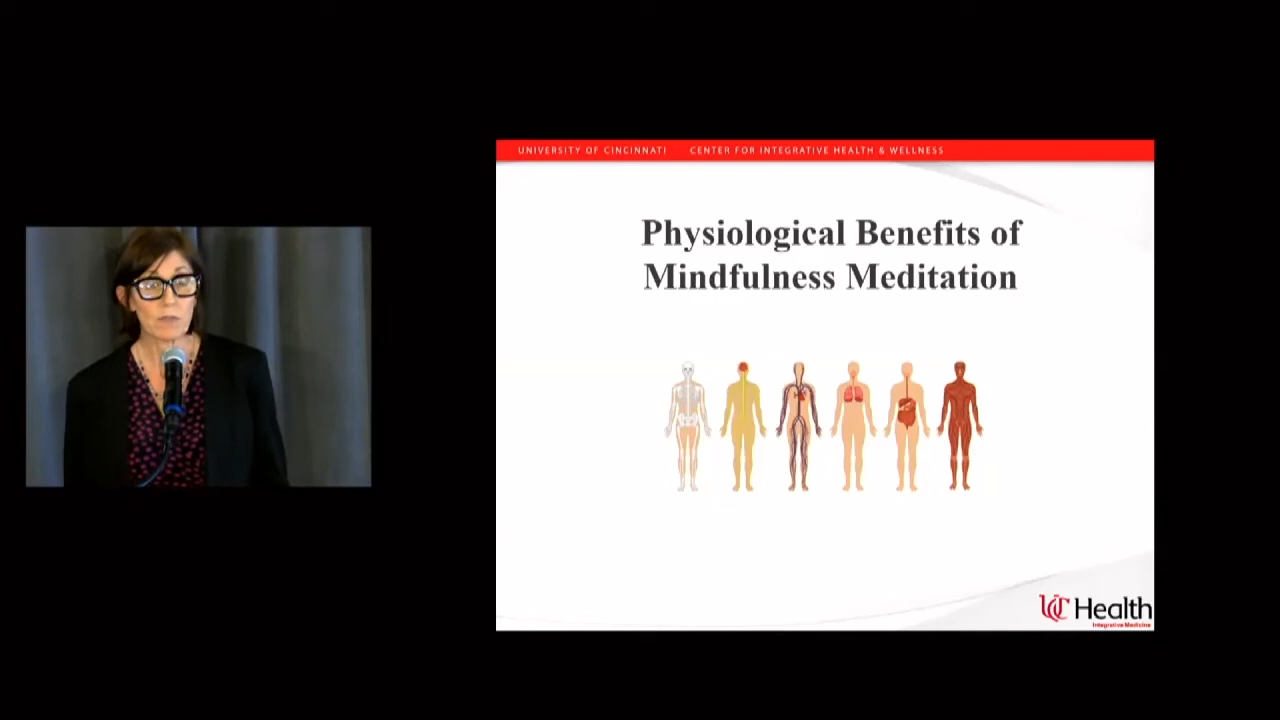 UNIVERSITY OF CINCINNATI CENTER FOR INTEGRATIVE HEALTH & WELLNESS
Physiological Benefits of
Mindfulness Meditation
UC Health
Integrative Medicine